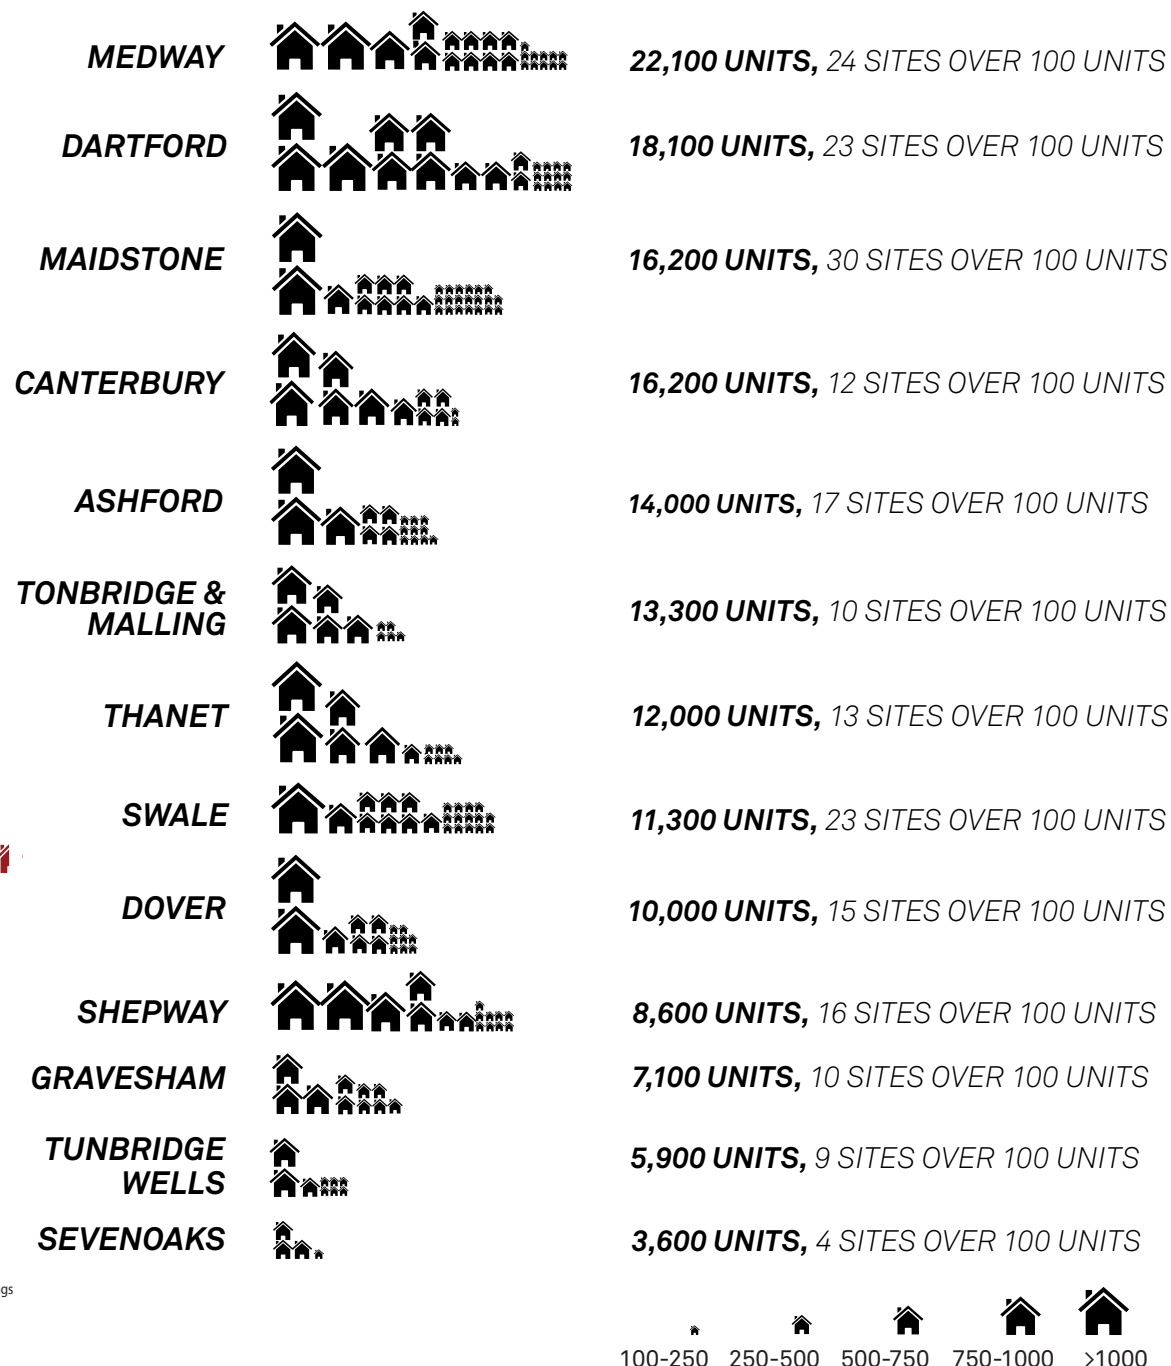 MEDWAY 22,100 UNITS, 24 SITES OVER 100 UNITS
DARTFORD 18,100 UNITS, 23 SITES OVER 100 UNITS
MAIDSTONE 16,200 UNITS, 30 SITES OVER 100 UNITS
CANTERBURY 16,200 UNITS, 12 SITES OVER 100 UNITS
ASHFORD 14,000 UNITS, 17 SITES OVER 100 UNITS
TONBRIDGE &
MALLING 13,300 UNITS, 10 SITES OVER 100 UNITS
THANET 12,000 UNITS, 13 SITES OVER 100 UNITS
SWALE 11,300 UNITS, 23 SITES OVER 100 UNITS
DOVER 10,000 UNITS, 15 SITES OVER 100 UNITS
SHEPWAY 8,600 UNITS, 16 SITES OVER 100 UNITS
GRAVESHAM 7,100 UNITS, 10 SITES OVER 100 UNITS
TUNBRIDGE
WELLS 5,900 UNITS, 9 SITES OVER 100 UNITS
SEVENOAKS 3,600 UNITS, 4 SITES OVER 100 UNITS
gs
100-250 250-500 500-750 750-1000 >1000